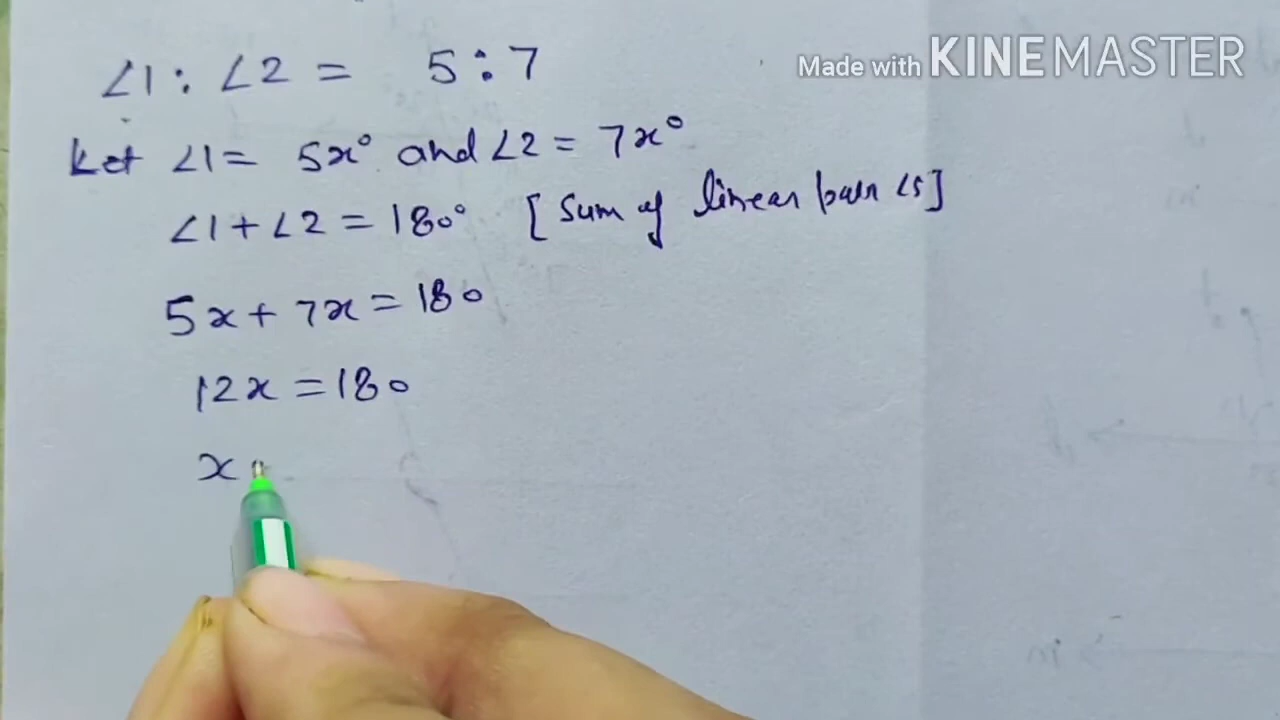 Made with KINEMASTER
∠1 : ∠2 = 5 : 7
Let ∠1 = 5x° and ∠2 = 7x°
∠1 + ∠2 = 180° [Sum of linear pair ∠s]
5x + 7x = 180
12x = 180
x